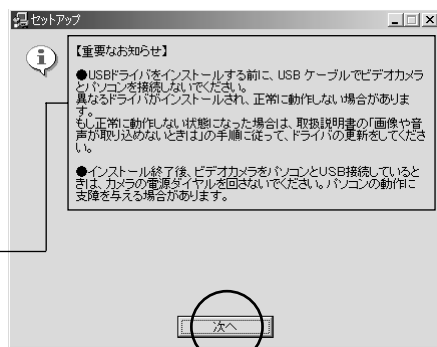 セットアップ
【重要なお知らせ】
●USBドライバをインストールする前に、USB ケーブルでビデオカメラ
とパソコンを接続しないでください。
異なるドライバがインストールされ、正常に動作しない場合がありま
す。
もし正常に動作しない状態になった場合は、取扱説明書の「画像や音
声が取り込めないときは」の手順に従って、ドライバの更新をしてくださ
い。
●インストール終了後、ビデオカメラをパソコンとUSB接続していると
きは、カメラの電源ダイヤルを回さないでください。パソコンの動作に
支障を与える場合があります。
次へ